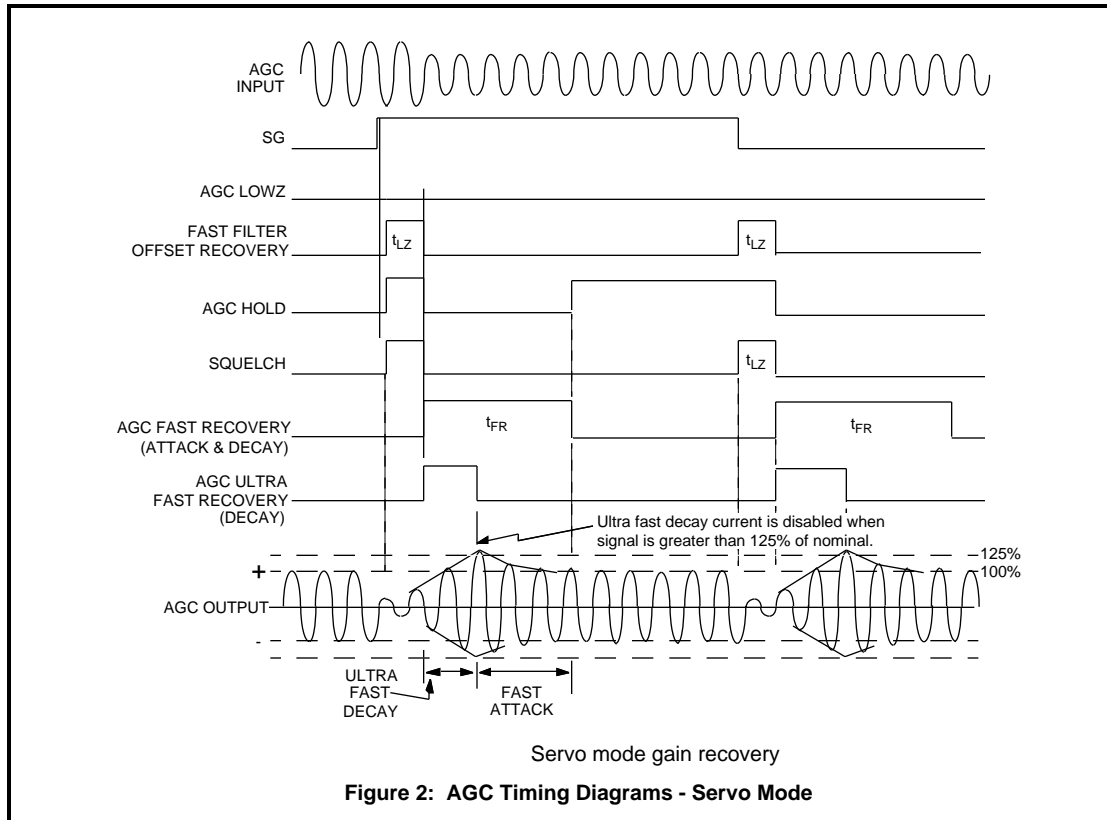 AGC
INPUT
SG
AGC LOWZ
FAST FILTER
OFFSET RECOVERY
tLZ
tLZ
AGC HOLD
SQUELCH
tLZ
AGC FAST RECOVERY
(ATTACK & DECAY)
tFR
tFR
AGC ULTRA
FAST RECOVERY
(DECAY)
Ultra fast decay current is disabled when
signal is greater than 125% of nominal.
125%
+
100%
AGC OUTPUT
-
ULTRA
FAST
DECAY
FAST
ATTACK
Servo mode gain recovery
Figure 2: AGC Timing Diagrams - Servo Mode